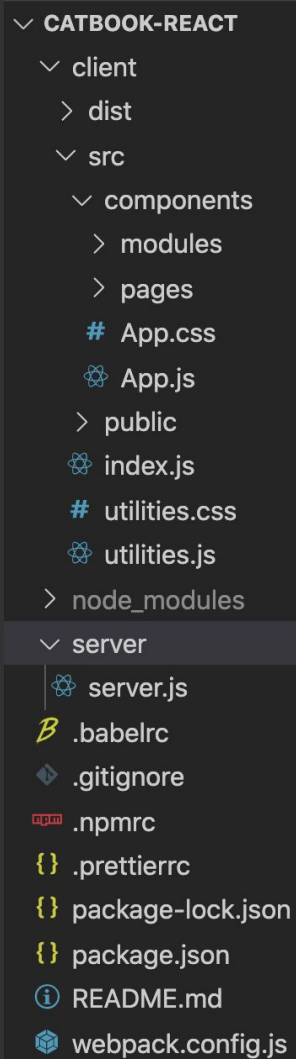 CATBOOK-REACT
client
dist
src
components
modules
pages
# App.css
App.js
public
index.js
# utilities.css
utilities.js
node_modules
server
server.js
.babelrc
.gitignore
npm .npmrc
{} .prettierrc
{} package-lock.json
{} package.json
README.md
webpack.config.js